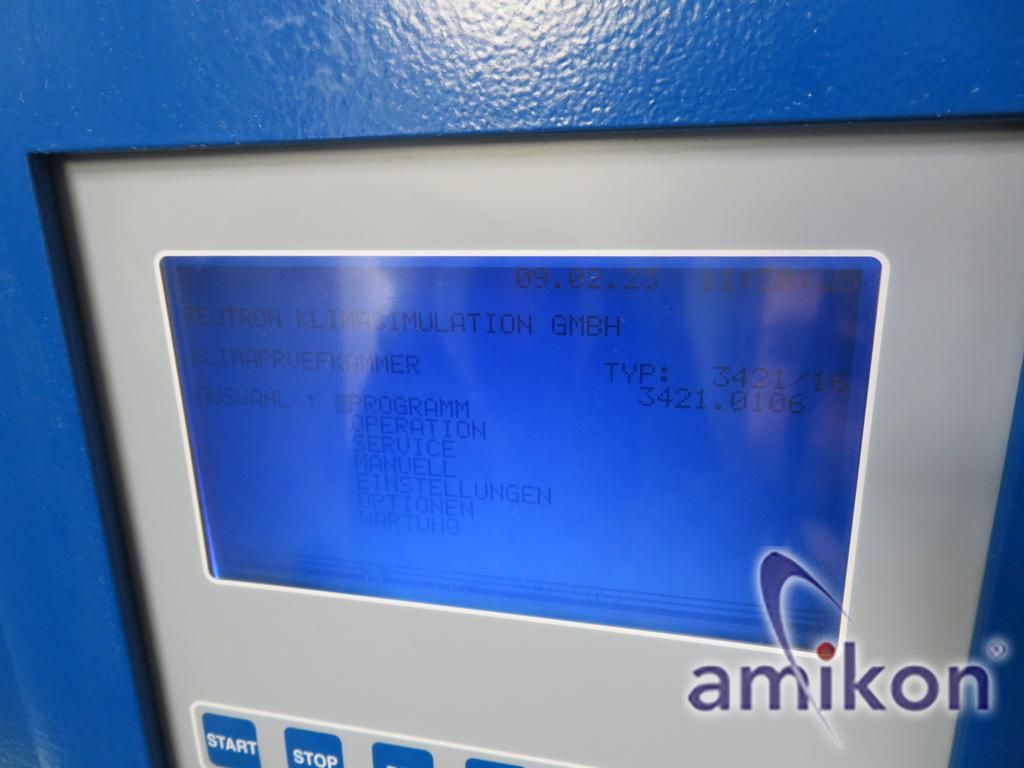 09.02.23
FEUTRON KLIMASIMULATION GMBH
KLIMAPRUEFKAMMER TYP: 3421/16
3421.0106
AUSWAHL : PROGRAMM
OPERATION
SERVICE
MANUELL
EINSTELLUNGEN
OPTIONEN
WARTUNG
amikon®
START STOP